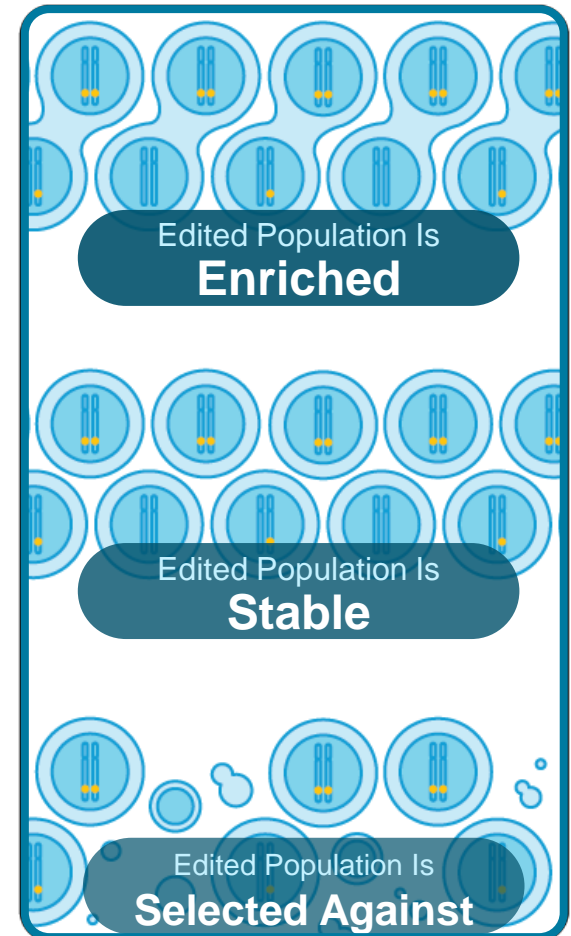 Edited Population Is
Enriched
Edited Population Is
Stable
Edited Population Is
Selected Against